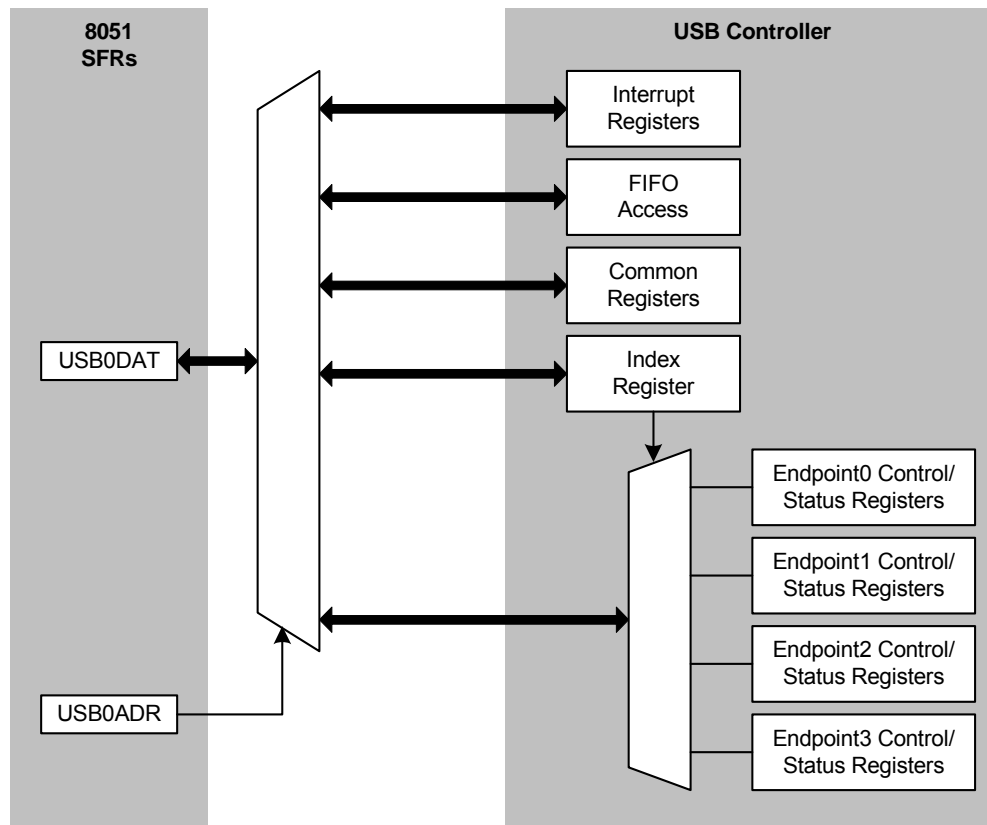 8051
SFRs
USB Controller
Interrupt
Registers
FIFO
Access
Common
Registers
USB0DAT
Index
Register
Endpoint0 Control/
Status Registers
Endpoint1 Control/
Status Registers
Endpoint2 Control/
Status Registers
USB0ADR
Endpoint3 Control/
Status Registers